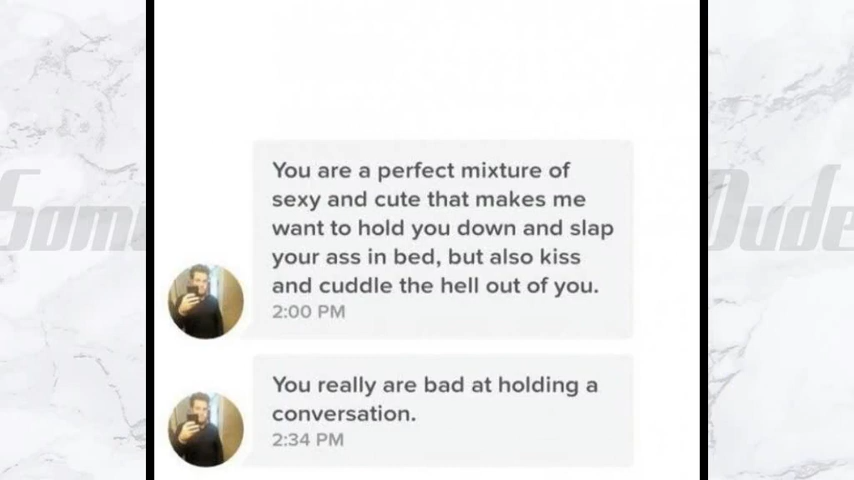 You are a perfect mixture of
sexy and cute that makes me
want to hold you down and slap
your ass in bed, but also kiss
and cuddle the hell out of you.
2:00 PM
You really are bad at holding a
conversation.
2:34 PM
Dude